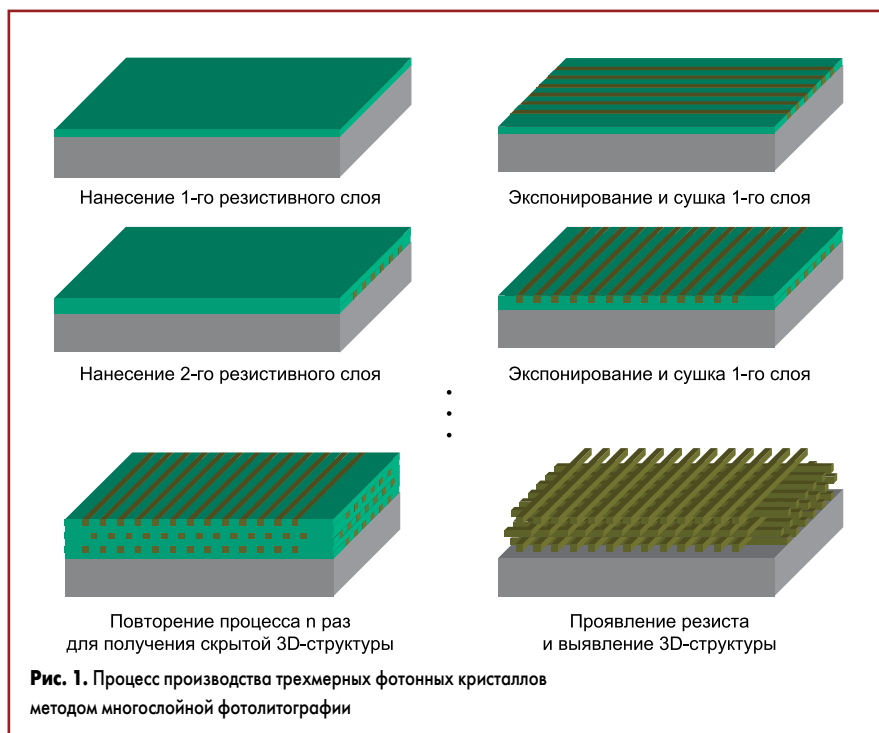 Нанесение 1-го резистивного слоя
Экспонирование и сушка 1-го слоя
Нанесение 2-го резистивного слоя
Экспонирование и сушка 1-го слоя
Повторение процесса n раз
для получения скрытой 3D-структуры
Проявление резиста
и выявление 3D-структуры
Рис. 1. Процесс производства трехмерных фотонных кристаллов
методом многослойной фотолитографии